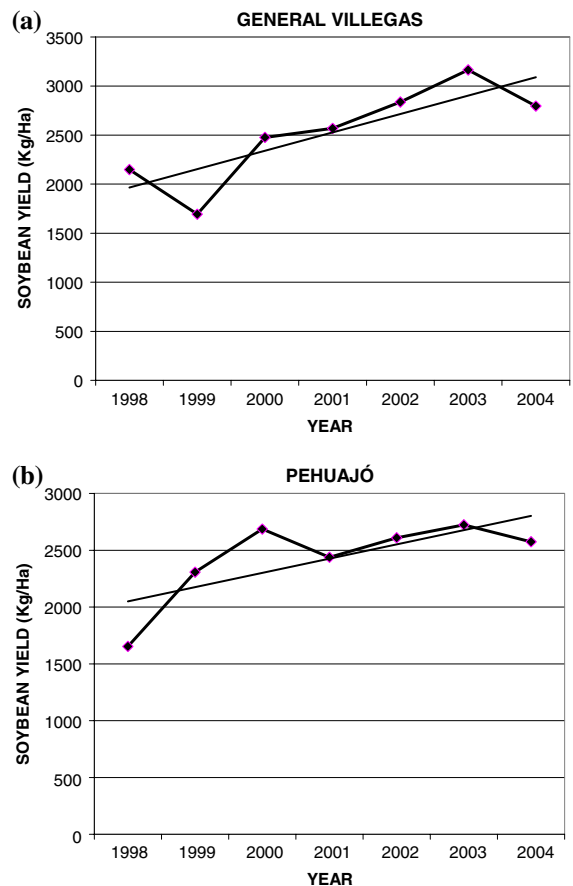 (a)
GENERAL VILLEGAS
SOYBEAN YIELD (Kg/Ha)
3500
3000
2500
2000
1500
1000
500
0
1998 1999 2000 2001 2002 2003 2004
YEAR
(b)
PEHUAJÓ
SOYBEAN YIELD (Kg/Ha)
3000
2500
2000
1500
1000
500
0
1998 1999 2000 2001 2002 2003 2004
YEAR